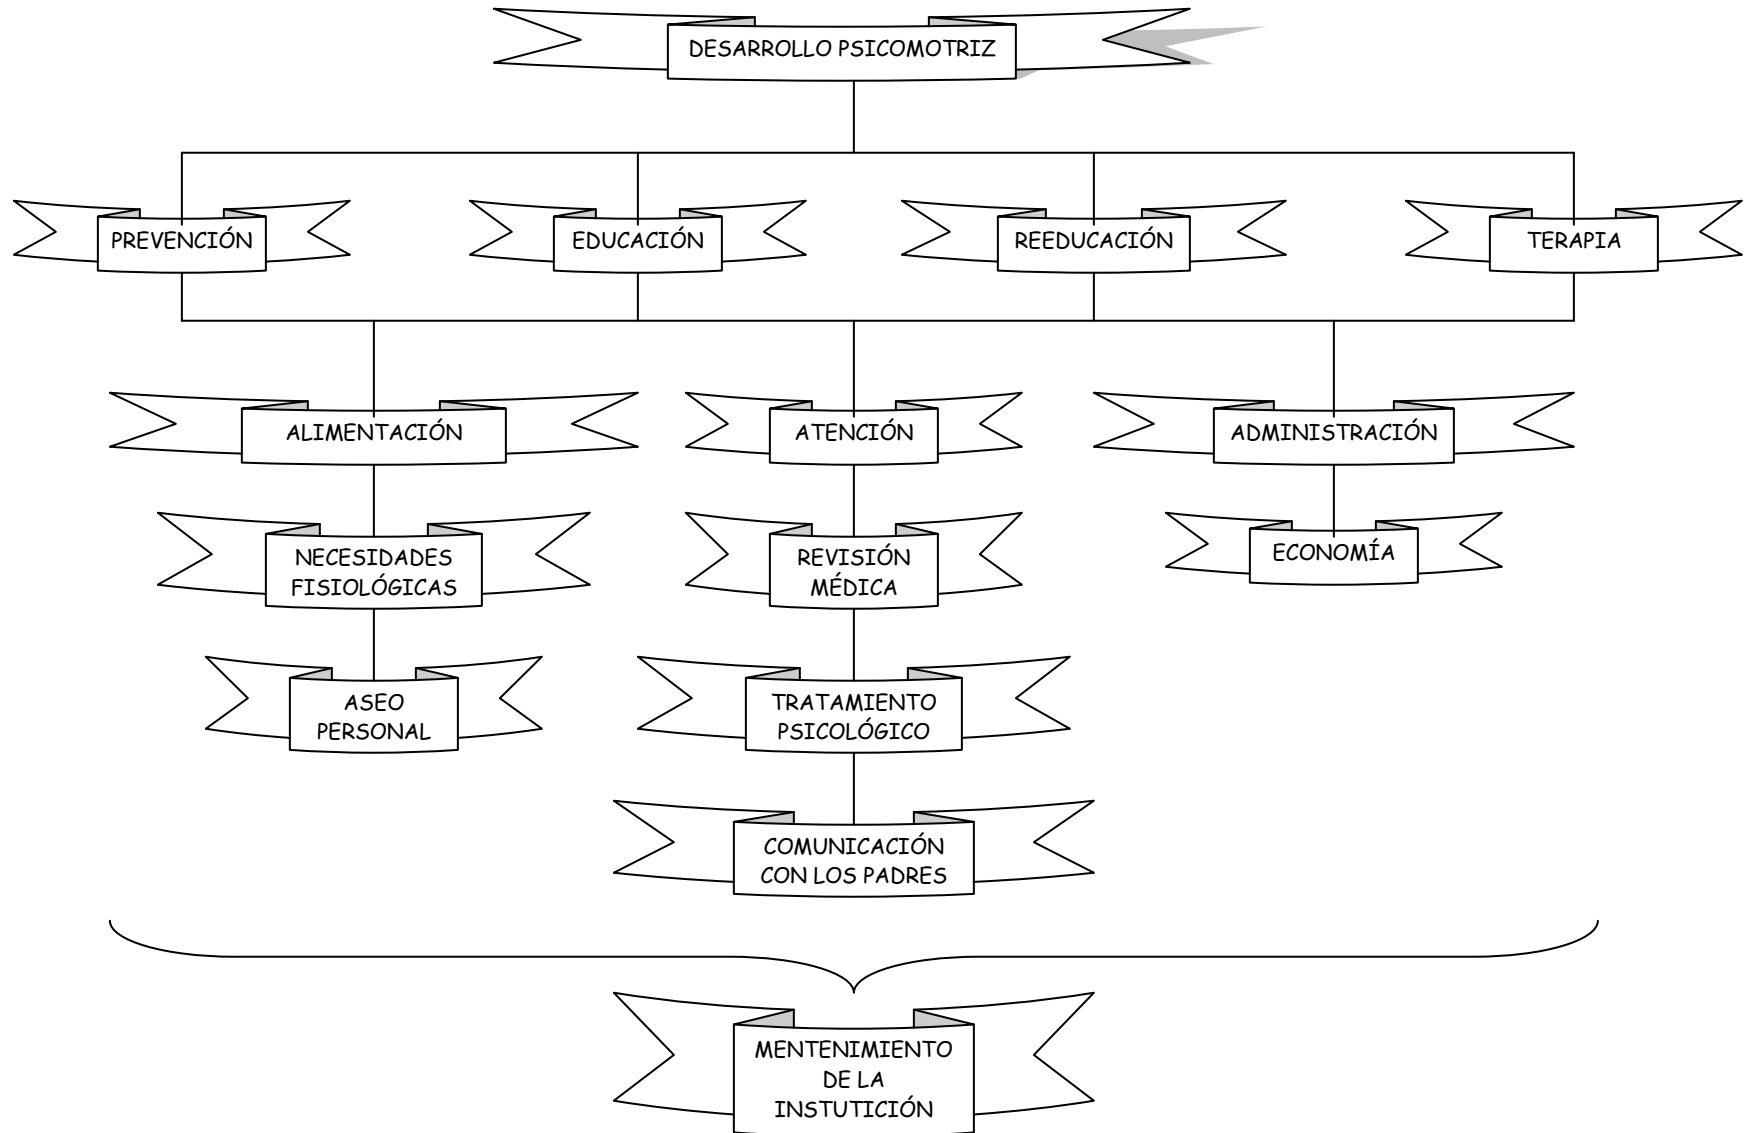 DESARROLLO PSICOMOTRIZ
PREVENCIÓN
EDUCACIÓN
REEDUCACIÓN
TERAPIA
ALIMENTACIÓN
ATENCIÓN
ADMINISTRACIÓN
NECESIDADES
FISIOLÓGICAS
REVISIÓN
MÉDICA
ECONOMÍA
ASEO
PERSONAL
TRATAMIENTO
PSICOLÓGICO
COMUNICACIÓN
CON LOS PADRES
MENTENIMIENTO
DE LA
INSTUTICIÓN